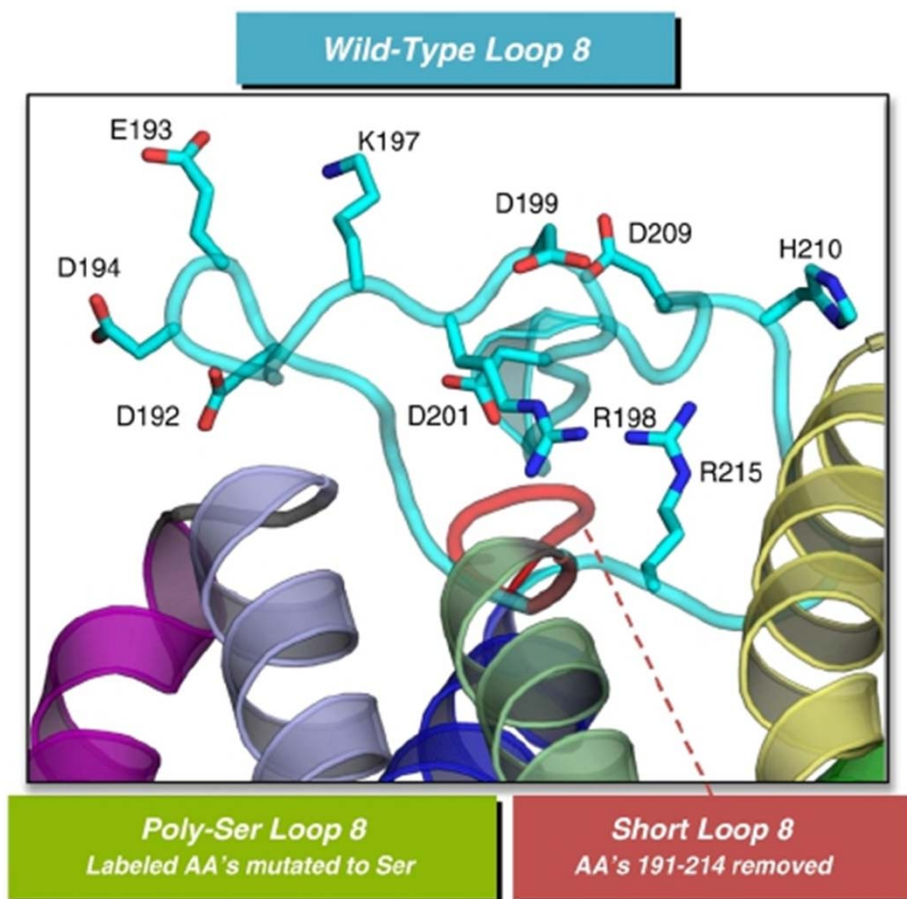 Wild-Type Loop 8
E193
K197
D199
D209
H210
D194
D192
D201
R198
R215
Poly-Ser Loop 8
Labeled AA's mutated to Ser
Short Loop 8
AA's 191-214 removed